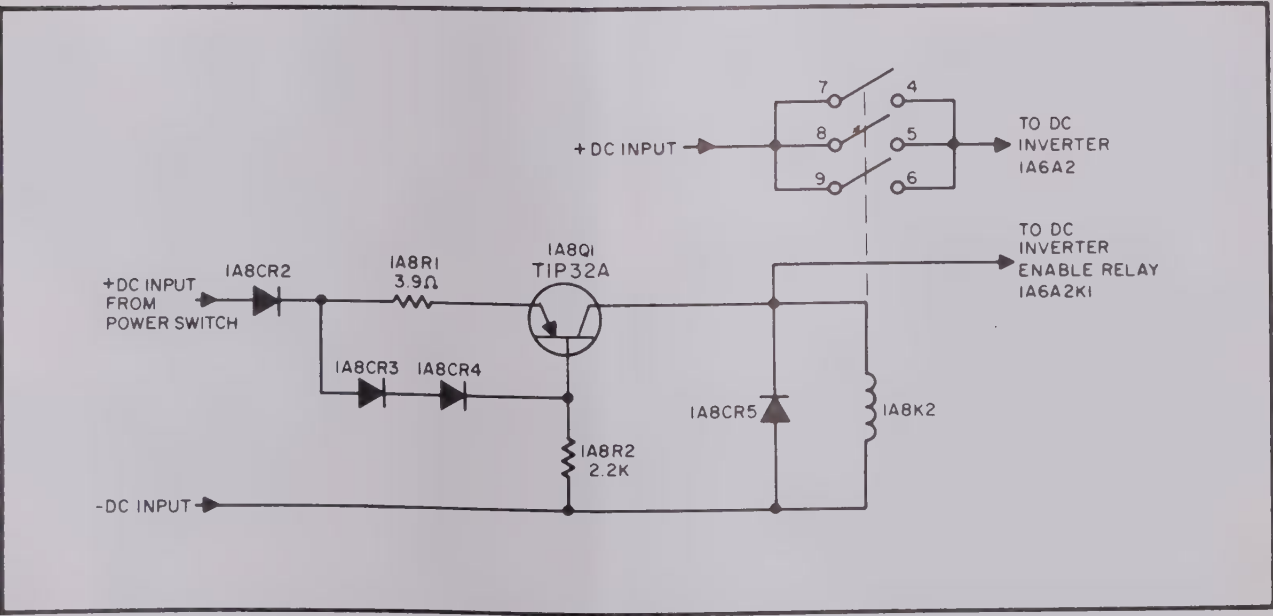 7
4
8
5
9
6
+ DC INPUT
TO DC
INVERTER
1A6A2
TO DC
INVERTER
ENABLE RELAY
1A6A2K1
1A8CR2
1A8R1
3.9Ω
1A8Q1
TIP32A
+DC INPUT
FROM
POWER SWITCH
1A8CR3
1A8CR4
1A8R2
2.2K
1A8CR5
1A8K2
-DC INPUT